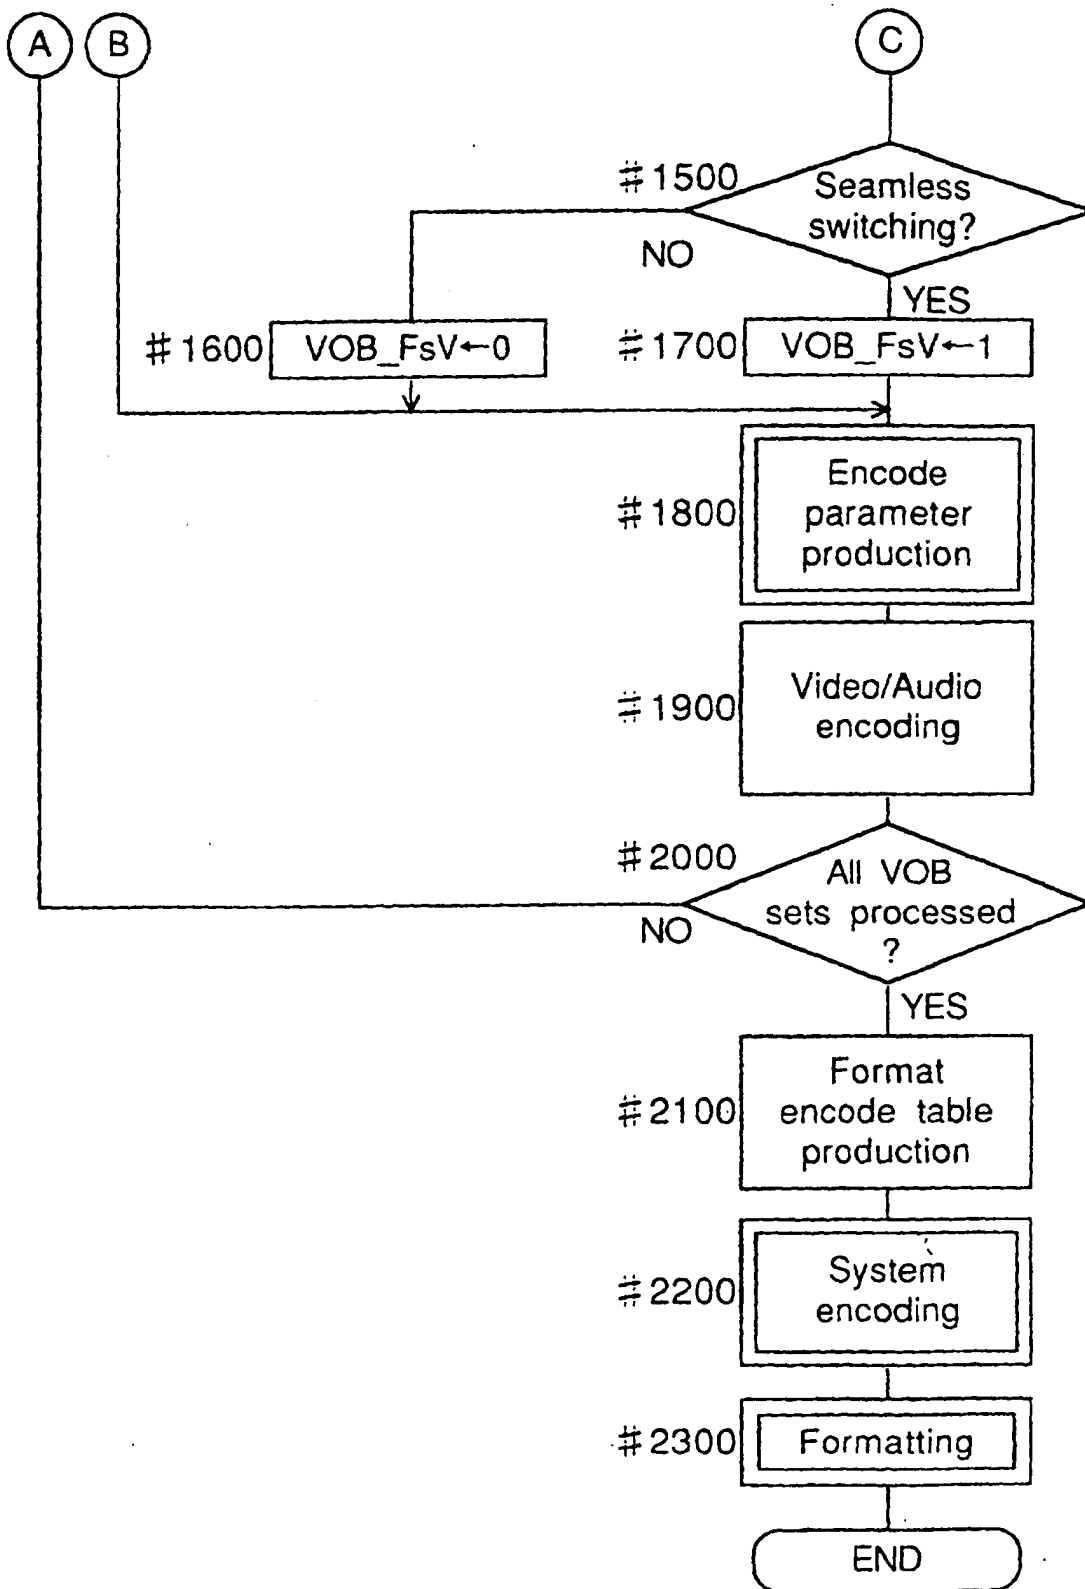 A B C
#1500
Seamless
switching?
NO
YES
#1600 VOB_FsV←0
#1700 VOB_FsV←1
#1800
Encode
parameter
production
#1900
Video/Audio
encoding
#2000
All VOB
sets processed
?
NO
YES
#2100
Format
encode table
production
#2200
System
encoding
#2300 Formatting
END